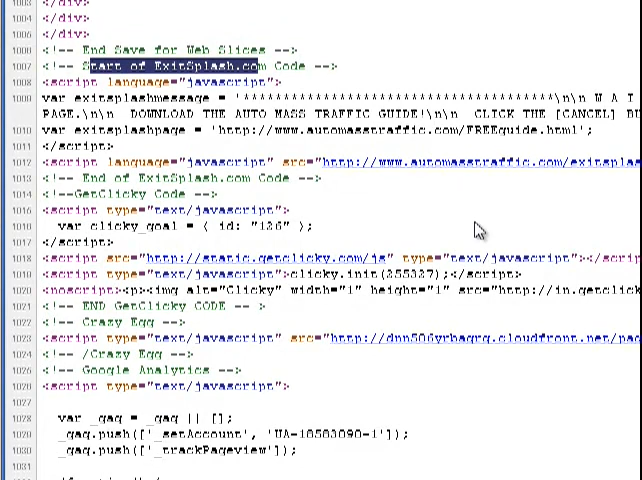 1003 </div>
1004 </div>
1005 </div>
1006 <!-- End Save for Web Slices -->
1007 <!-- Start of ExitSplash.com Code -->
1008 <script language="javascript">
1009 var exitsplashmessage = '***************************************\n\n W A I
PAGE.\n\n  DOWNLOAD THE AUTO MASS TRAFFIC GUIDE!\n\n  CLICK THE [CANCEL] BU
1010 var exitsplashpage = 'http://www.automasstraffic.com/FREEguide.html';
1011 </script>
1012 <script language="javascript" src="http://www.automasstraffic.com/exitsplas
1013 <!-- End of ExitSplash.com Code -->
1014 <!--GetClicky Code -->
1015 <script type="text/javascript">
1016 var clicky_goal = { id: "126" };
1017 </script>
1018 <script src="http://static.getclicky.com/js" type="text/javascript"></scrip
1019 <script type="text/javascript">clicky.init(255327);</script>
1020 <noscript><p><img alt="Clicky" width="1" height="1" src="http://in.getclick
1021 <!-- END GetClicky CODE -- >
1022 <!-- Crazy Egg -->
1023 <script type="text/javascript" src="http://dnn506yrbagrg.cloudfront.net/pag
1024 <!-- /Crazy Egg -->
1025 <!-- Google Analytics -->
1026 <script type="text/javascript">
1027
1028 var _gaq = _gaq || [];
1029 _gaq.push(['_setAccount', 'UA-18583090-1']);
1030 _gaq.push(['_trackPageview']);
1031